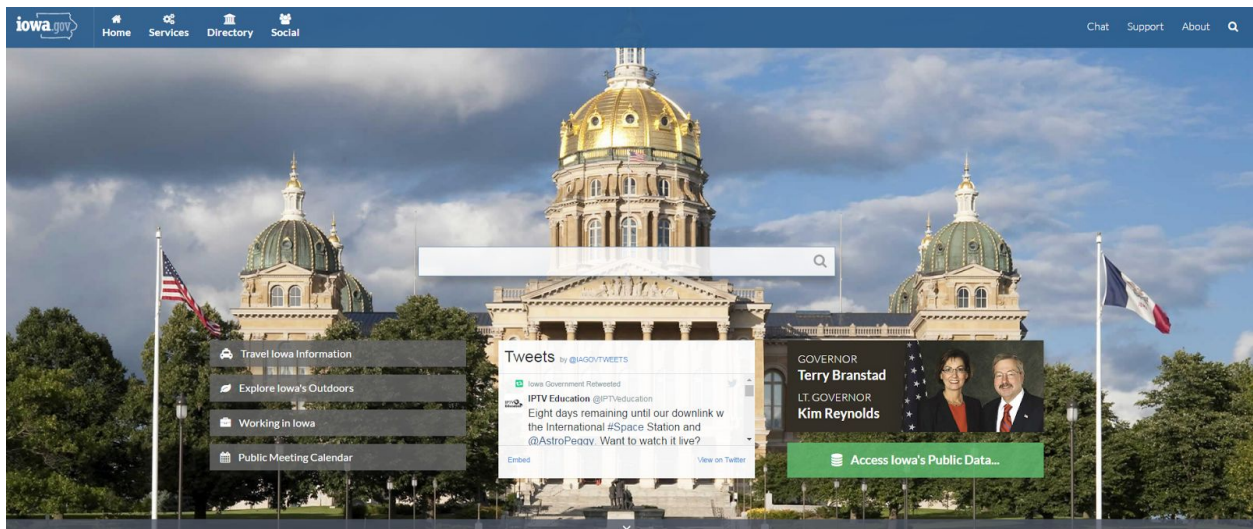 iowa.gov
Home Services Directory Social
Chat Support About
Travel Iowa Information
Explore Iowa's Outdoors
Working in Iowa
Public Meeting Calendar
Tweets by @IAGOVTWEETS
Iowa Government Retweeted
IPTV Education @IPTVeducation
Eight days remaining until our downlink w
the International #Space Station and
@AstroPeggy. Want to watch it live?
Embed View on Twitter
GOVERNOR
Terry Branstad
LT. GOVERNOR
Kim Reynolds
Access Iowa's Public Data...